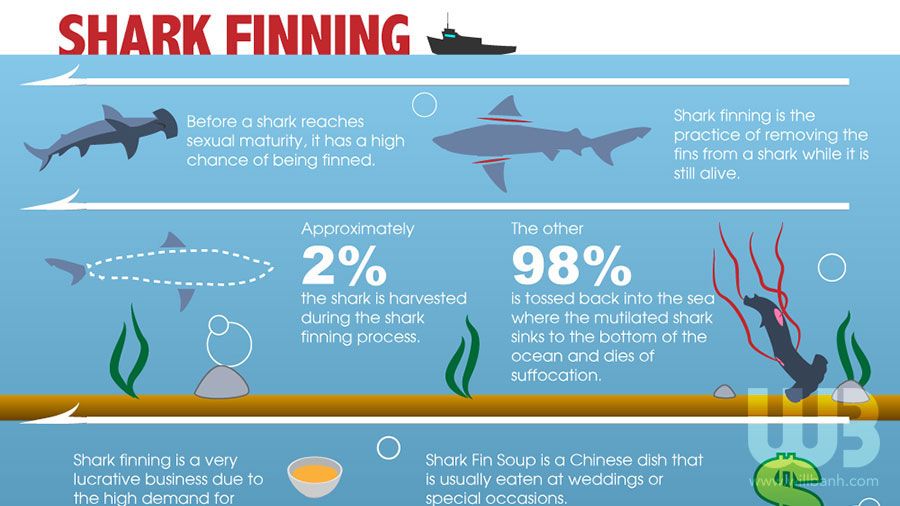 SHARK FINNING
Before a shark reaches
sexual maturity, it has a high
chance of being finned.
Shark finning is the
practice of removing the
fins from a shark while it is
still alive.
Approximately
2%
the shark is harvested
during the shark
finning process.
The other
98%
is tossed back into the sea
where the mutilated shark
sinks to the bottom of the
ocean and dies of
suffocation.
Shark finning is a very
lucrative business due to
the high demand for
Shark Fin Soup is a Chinese dish that
is usually eaten at weddings or
special occasions.
WB
$